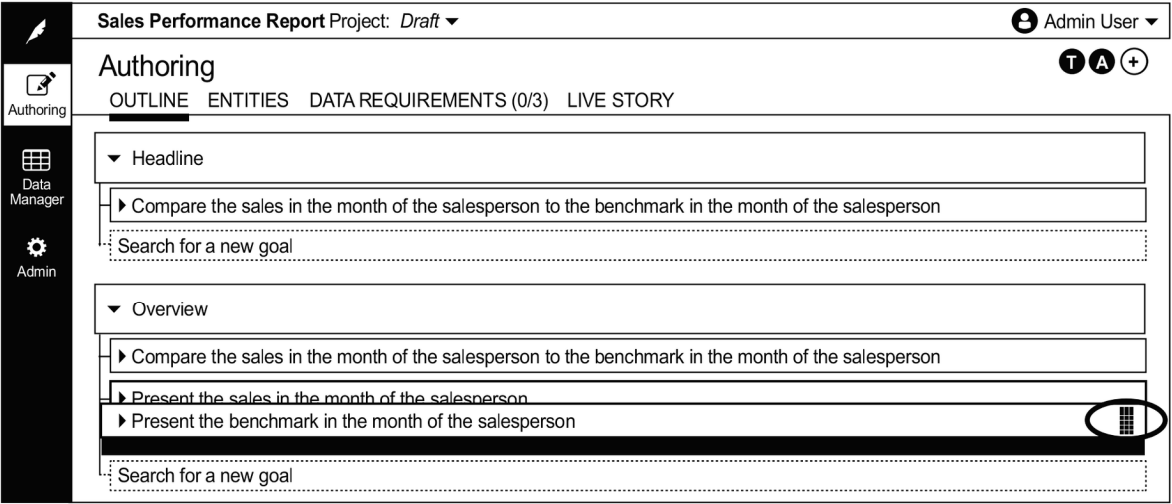 Sales Performance Report Project: Draft
Admin User
Authoring
T A +
OUTLINE ENTITIES DATA REQUIREMENTS (0/3) LIVE STORY
Authoring
Data
Manager
Admin
Headline
Compare the sales in the month of the salesperson to the benchmark in the month of the salesperson
Search for a new goal
Overview
Compare the sales in the month of the salesperson to the benchmark in the month of the salesperson
Present the sales in the month of the salesperson
Present the benchmark in the month of the salesperson
Search for a new goal